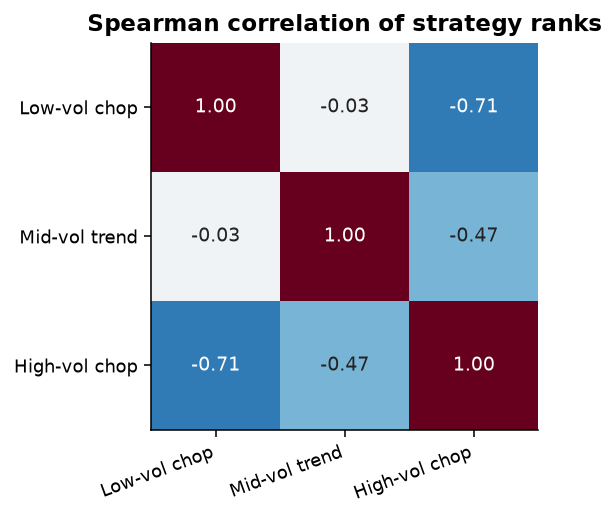 Spearman correlation of strategy ranks
Low-vol chop 1.00 -0.03 -0.71
Mid-vol trend -0.03 1.00 -0.47
High-vol chop -0.71 -0.47 1.00
Low-vol chop Mid-vol trend High-vol chop